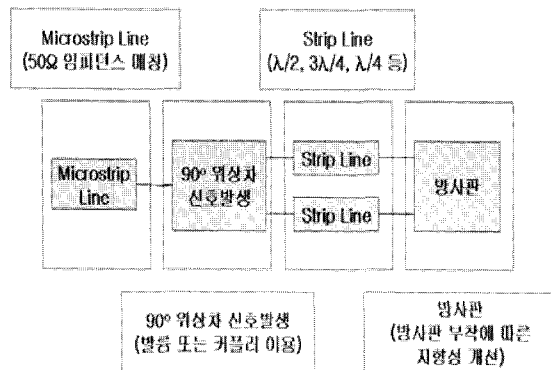 Microstrip Line
(50Ω 임피던스 매칭)
Strip Line
(λ/2, 3λ/4, λ/4 등)
Microstrip
Line
90º 위상차
신호발생
Strip Line
Strip Line
방사판
90º 위상차 신호발생
(발룸 또는 커플러 이용)
방사판
(방사판 부착에 따른
지향성 개선)